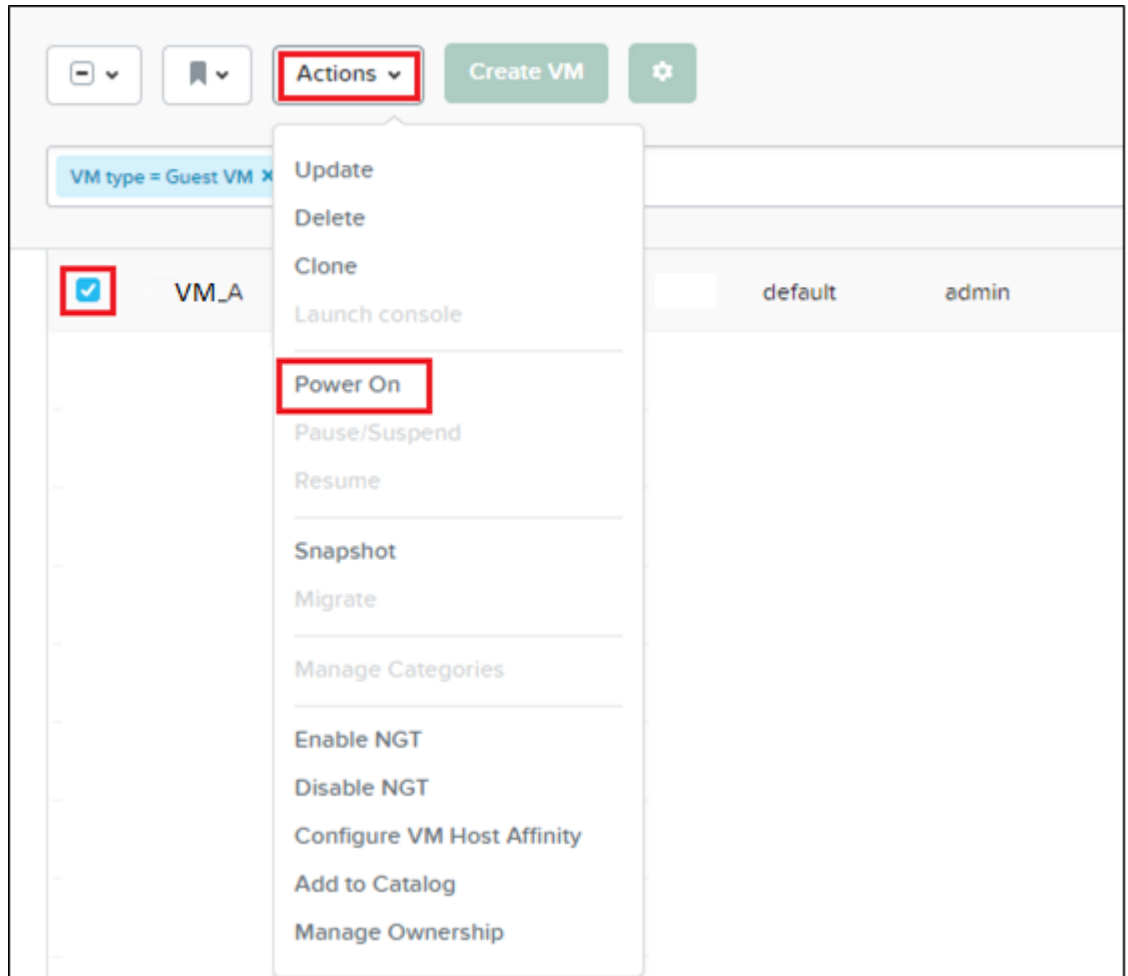 Actions
Create VM
VM type = Guest VM ×
Update
Delete
Clone
Launch console
VM_A
default
admin
Power On
Pause/Suspend
Resume
Snapshot
Migrate
Manage Categories
Enable NGT
Disable NGT
Configure VM Host Affinity
Add to Catalog
Manage Ownership